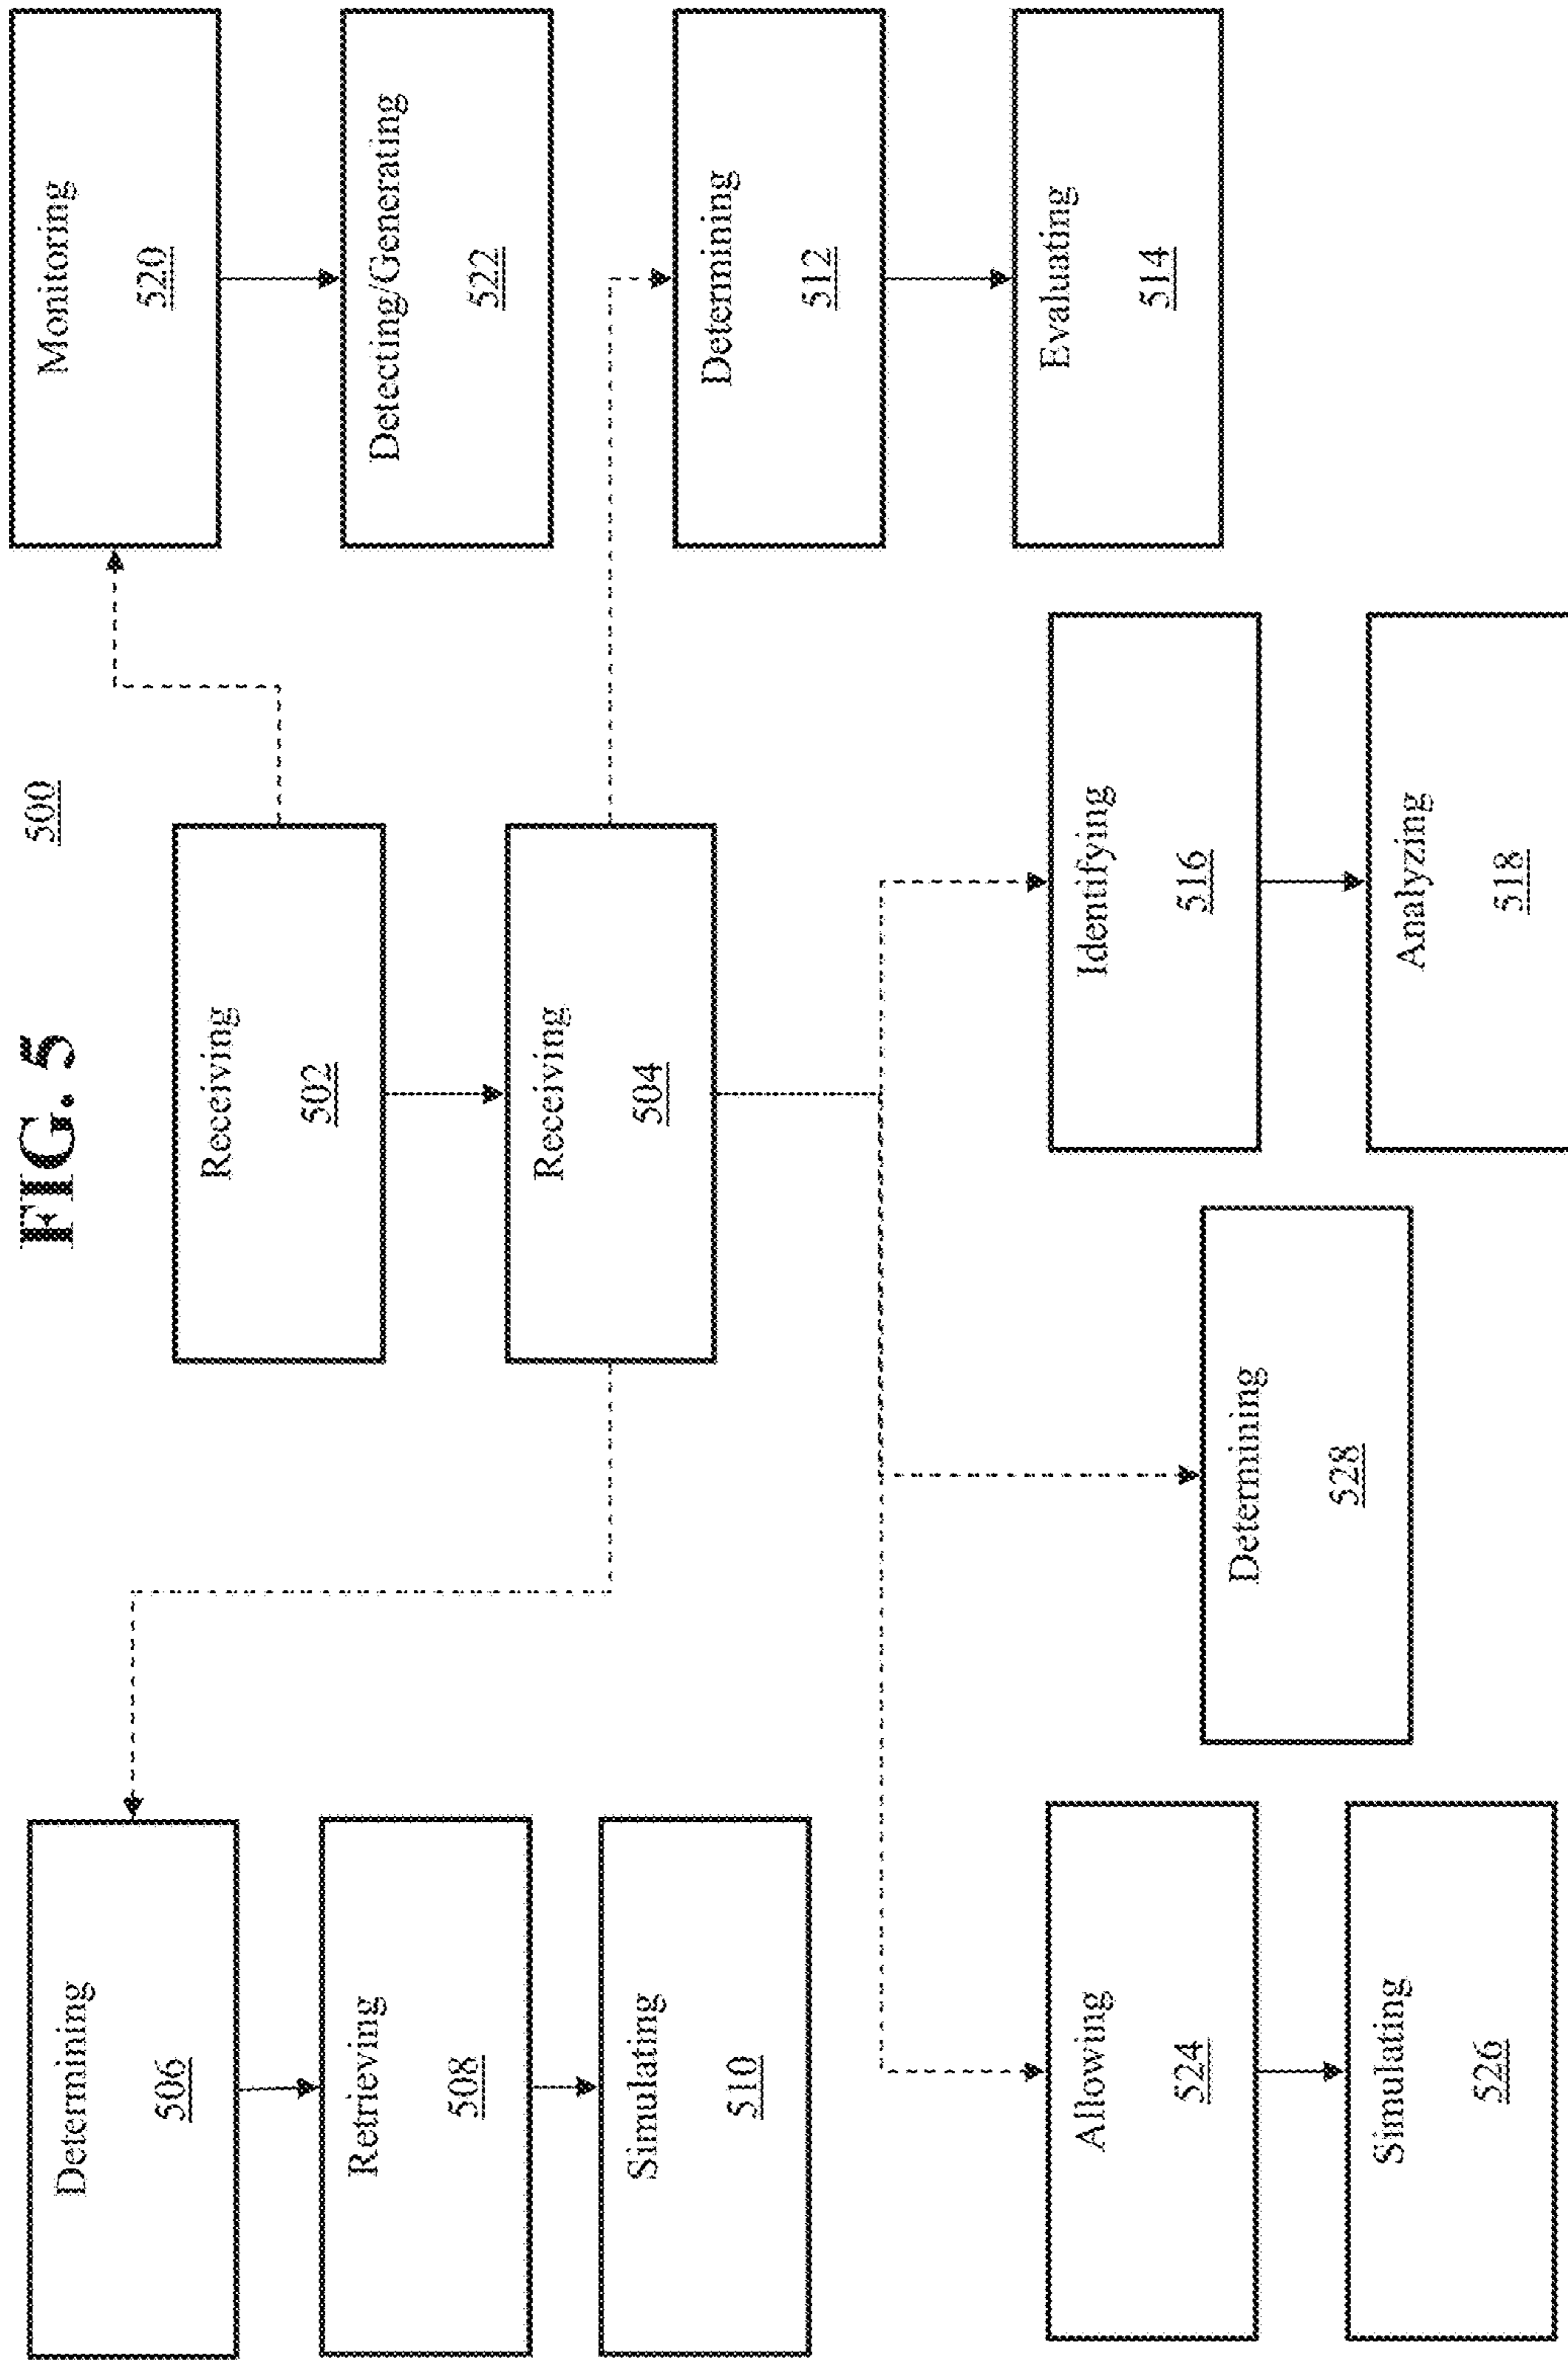 FIG. 5
500
Determining
506
Retrieving
508
Simulating
510
Receiving
502
Receiving
504
Monitoring
520
Detecting/Generating
522
Determining
512
Evaluating
514
Allowing
524
Simulating
526
Determining
528
Identifying
516
Analyzing
518